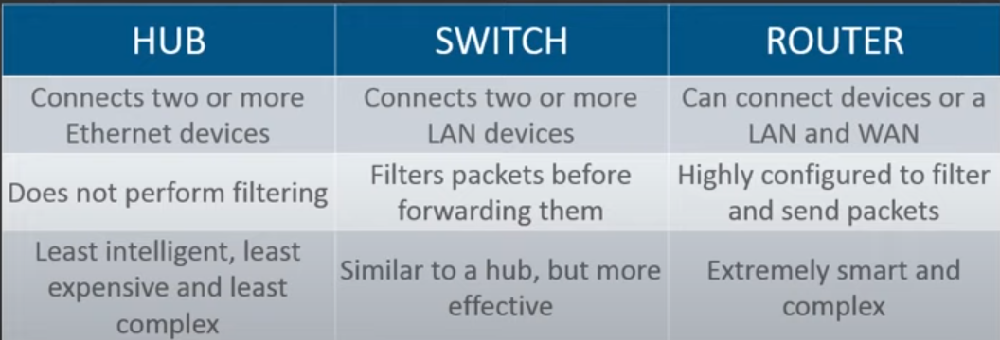 HUB
SWITCH
ROUTER
Connects two or more
Ethernet devices
Connects two or more
LAN devices
Can connect devices or a
LAN and WAN
Does not perform filtering
Filters packets before
forwarding them
Highly configured to filter
and send packets
Least intelligent, least
expensive and least
complex
Similar to a hub, but more
effective
Extremely smart and
complex